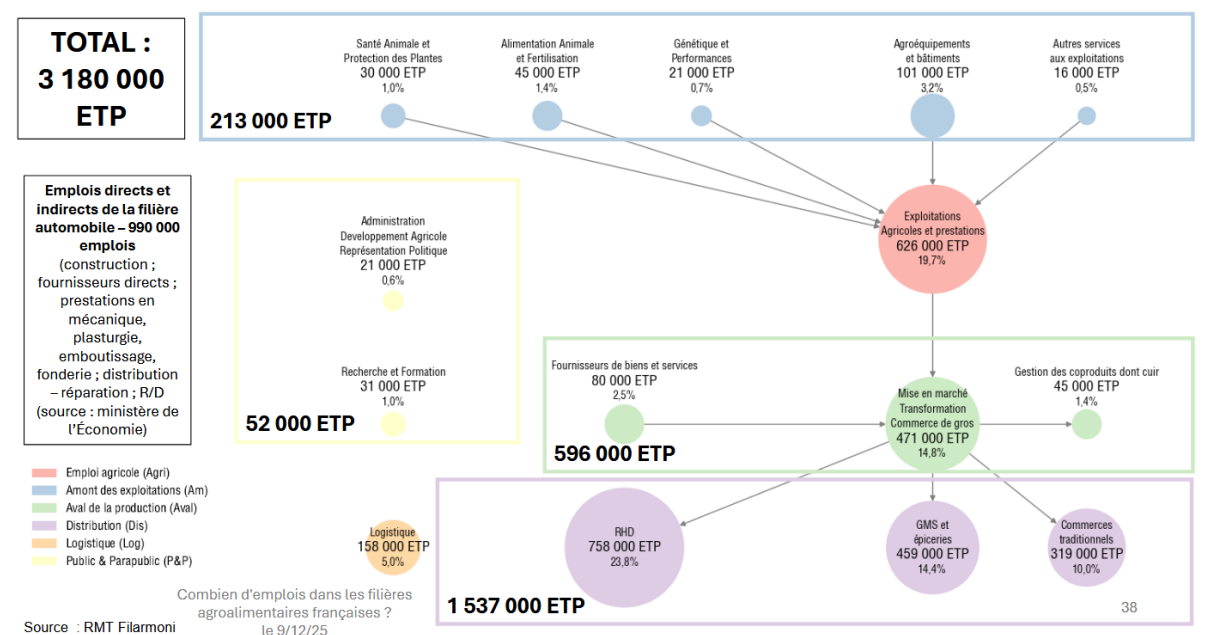 TOTAL :
3 180 000
ETP
Santé Animale et
Protection des Plantes
30 000 ETP
1,0%
Alimentation Animale
et Fertilisation
45 000 ETP
1,4%
Génétique et
Performances
21 000 ETP
0,7%
Agroéquipements
et bâtiments
101 000 ETP
3,2%
Autres services
aux exploitations
16 000 ETP
0,5%
213 000 ETP
Emplois directs et
indirects de la filière
automobile – 990 000
emplois
(construction ;
fournisseurs directs ;
prestations en
mécanique,
plasturgie,
emboutissage,
fonderie ; distribution
– réparation ; R/D
(source : ministère de
l'Économie)
Administration
Developpement Agricole
Représentation Politique
21 000 ETP
0,6%
Recherche et Formation
31 000 ETP
1,0%
52 000 ETP
Exploitations
Agricoles et prestations
626 000 ETP
19,7%
Fournisseurs de biens et services
80 000 ETP
2,5%
Mise en marché
Transformation
Commerce de gros
471 000 ETP
14,8%
Gestion des coproduits dont cuir
45 000 ETP
1,4%
596 000 ETP
Emploi agricole (Agri)
Amont des exploitations (Am)
Aval de la production (Aval)
Distribution (Dis)
Logistique (Log)
Public & Parapublic (P&P)
Logistique
158 000 ETP
5,0%
RHD
758 000 ETP
23,8%
GMS et
épiceries
459 000 ETP
14,4%
Commerces
traditionnels
319 000 ETP
10,0%
1 537 000 ETP
Combien d'emplois dans les filières
agroalimentaires françaises ?
le 9/12/25
38
Source : RMT Filarmoni